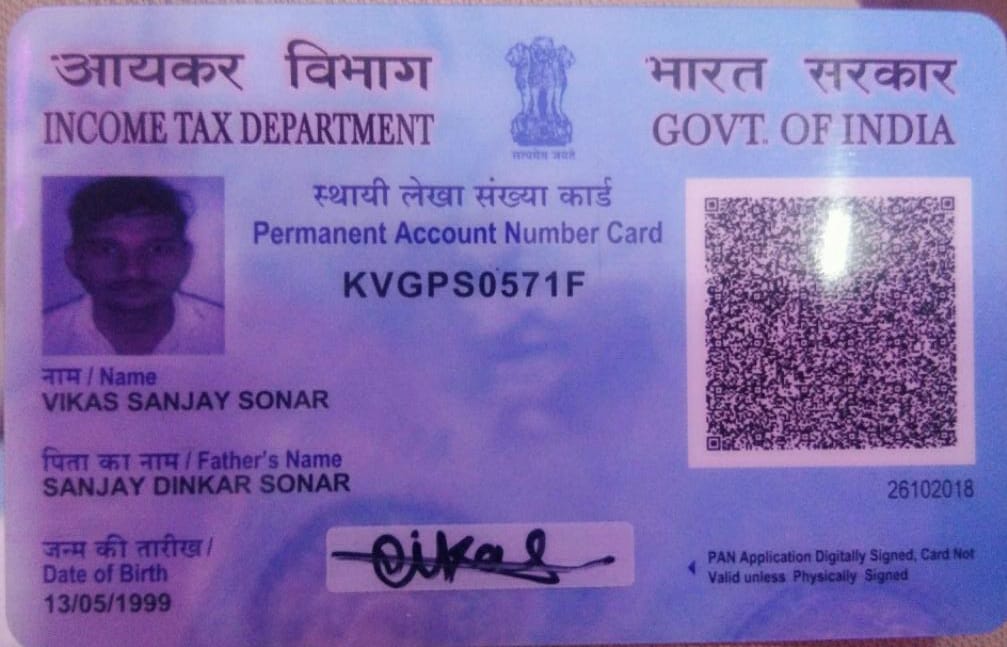 आयकर विभाग
INCOME TAX DEPARTMENT
सत्यमेव जयते
भारत सरकार
GOVT. OF INDIA
स्थायी लेखा संख्या कार्ड
Permanent Account Number Card
KVGPS0571F
नाम / Name
VIKAS SANJAY SONAR
पिता का नाम / Father's Name
SANJAY DINKAR SONAR
26102018
जन्म की तारीख /
Date of Birth
13/05/1999
Vikas
PAN Application Digitally Signed, Card Not
Valid unless Physically Signed